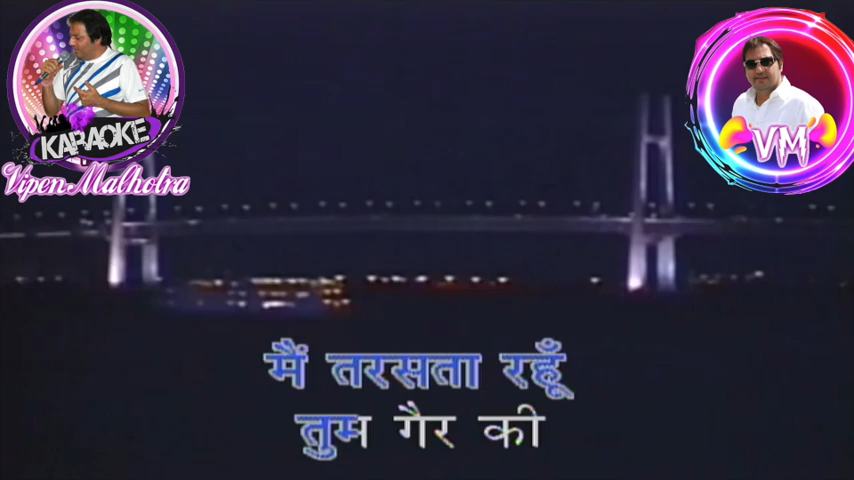 KARAOKE
Vipen Malhotra
VM
मैं तरसता रहूँ
तुम गैर की